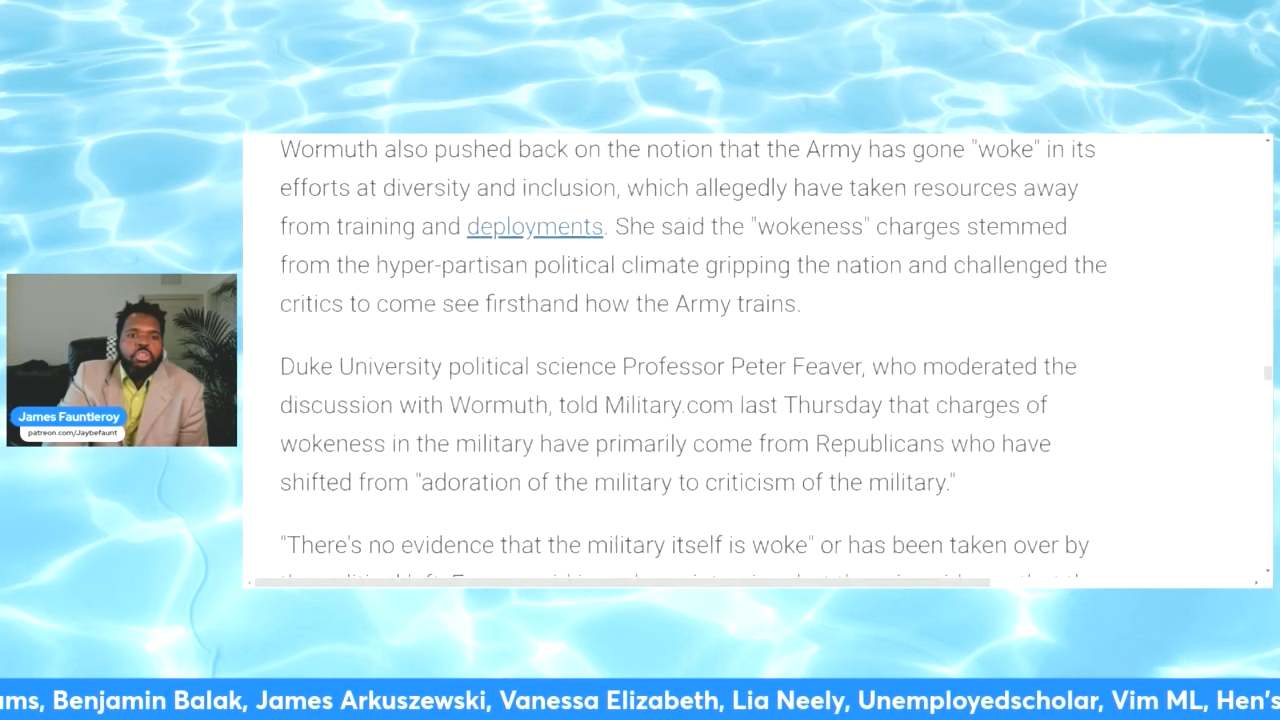 Wormuth also pushed back on the notion that the Army has gone "woke" in its
efforts at diversity and inclusion, which allegedly have taken resources away
from training and deployments. She said the "wokeness" charges stemmed
from the hyper-partisan political climate gripping the nation and challenged the
critics to come see firsthand how the Army trains.
Duke University political science Professor Peter Feaver, who moderated the
discussion with Wormuth, told Military.com last Thursday that charges of
wokeness in the military have primarily come from Republicans who have
shifted from "adoration of the military to criticism of the military."
"There's no evidence that the military itself is woke" or has been taken over by
James Fauntleroy
patreon.com/Jaybefaunt
ams, Benjamin Balak, James Arkuszewski, Vanessa Elizabeth, Lia Neely, Unemployedscholar, Vim ML, Hen's